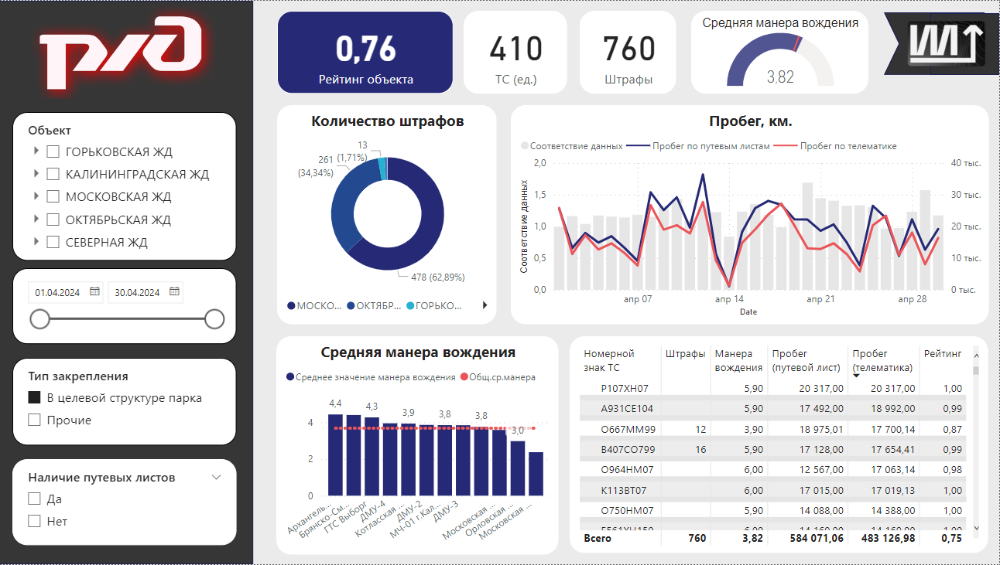 РЖД
Объект
ГОРЬКОВСКАЯ ЖД
КАЛИНИНГРАДСКАЯ ЖД
МОСКОВСКАЯ ЖД
ОКТЯБРЬСКАЯ ЖД
СЕВЕРНАЯ ЖД
01.04.2024 30.04.2024
Тип закрепления
В целевой структуре парка
Прочие
Наличие путевых листов
Да
Нет
0,76
Рейтинг объекта
410
ТС (ед.)
760
Штрафы
Средняя манера вождения
3.82
Количество штрафов
13
(1,71%)
261
(34,34%)
478 (62,89%)
МОСКО... ОКТЯБР... ГОРЬКО...
Пробег, км.
Соответствие данных Пробег по путевым листам Пробег по телематике
Соответствие данных
2,0
1,5
1,0
0,5
0,0
40 тыс.
30 тыс.
20 тыс.
10 тыс.
0 тыс.
апр 07 апр 14 апр 21 апр 28
Date
Средняя манера вождения
Среднее значение манера вождения Общ.ср.манера
4,4 4,3 3,9 3,8 3,8 3,0
4
2
0
Архангель...
Брянско-См...
ГТС Выборг
ДМУ-4
Котласская ...
ДМУ-2
МЧ-01 г.Кал...
ДМУ-3
Московская ...
Орловская ...
Московская ...
Номерной Штрафы Манера Пробег Пробег Рейтинг
знак ТС вождения (путевой лист) (телематика)
Р107ХН07 5,90 20 317,00 20 317,00 1,00
А931СЕ104 5,90 17 492,00 18 992,00 0,99
О667ММ99 12 3,90 18 975,01 17 700,14 0,87
В407СО799 16 5,90 17 128,00 17 654,41 0,99
О964НМ07 6,00 12 567,00 17 063,14 0,98
К113ВТ07 6,00 17 015,00 17 019,13 1,00
О750НМ07 5,90 14 088,00 14 388,00 1,00
Всего 760 3,82 584 071,06 483 126,98 0,75